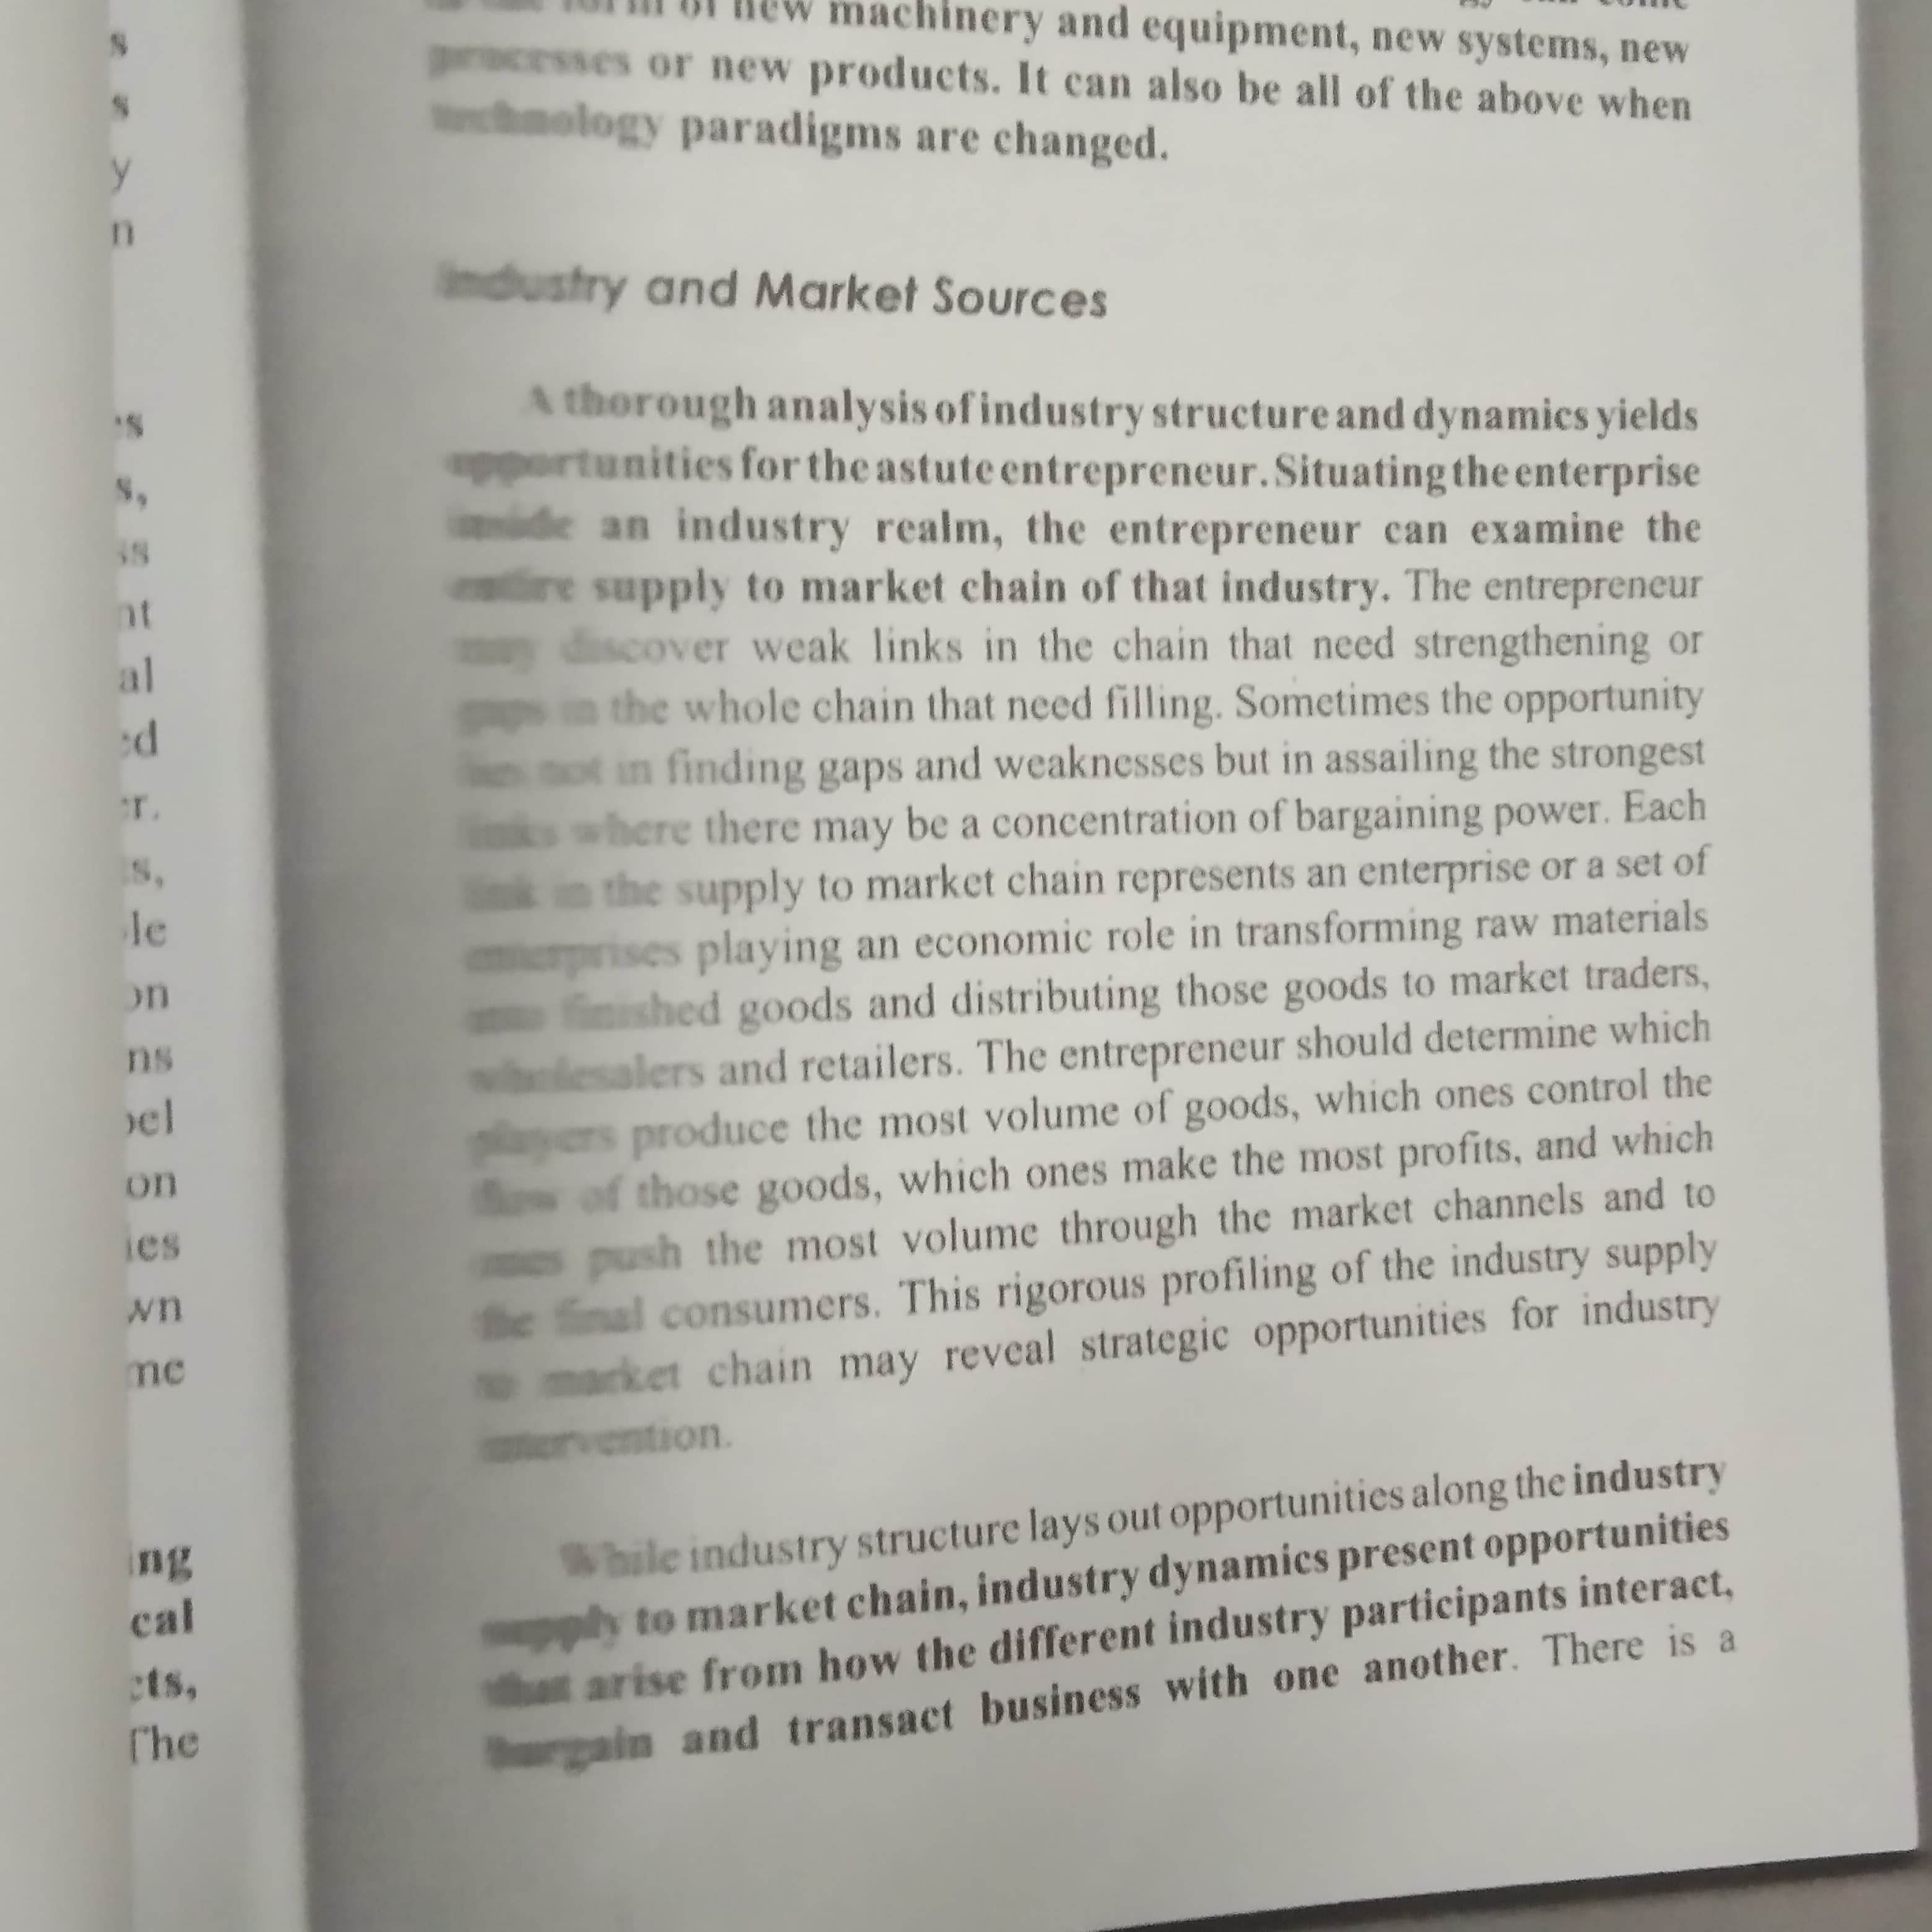 s
s
y
n
s
s,
ss
nt
al
ed
er.
s,
le
on
ns
el
on
ies
wn
me
ng
cal
cts,
The
form of new machinery and equipment, new systems, new
processes or new products. It can also be all of the above when
technology paradigms are changed.
Industry and Market Sources
A thorough analysis of industry structure and dynamics yields
opportunities for the astute entrepreneur. Situating the enterprise
inside an industry realm, the entrepreneur can examine the
entire supply to market chain of that industry. The entrepreneur
may discover weak links in the chain that need strengthening or
gaps in the whole chain that need filling. Sometimes the opportunity
lies not in finding gaps and weaknesses but in assailing the strongest
links where there may be a concentration of bargaining power. Each
link in the supply to market chain represents an enterprise or a set of
enterprises playing an economic role in transforming raw materials
into finished goods and distributing those goods to market traders,
wholesalers and retailers. The entrepreneur should determine which
players produce the most volume of goods, which ones control the
flow of those goods, which ones make the most profits, and which
ones push the most volume through the market channels and to
the final consumers. This rigorous profiling of the industry supply
to market chain may reveal strategic opportunities for industry
intervention.
While industry structure lays out opportunities along the industry
supply to market chain, industry dynamics present opportunities
that arise from how the different industry participants interact,
bargain and transact business with one another. There is a